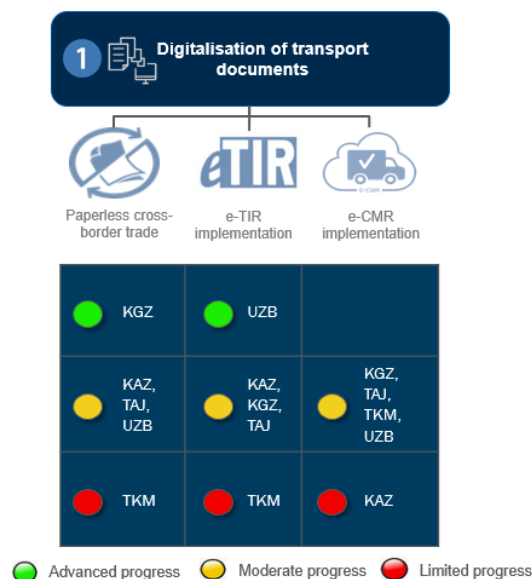 1
Digitalisation of transport
documents
eTIR
E-CMR
Paperless cross-
border trade
e-TIR
implementation
e-CMR
implementation
KGZ
UZB
KAZ,
TAJ,
UZB
KAZ,
KGZ,
TAJ
KGZ,
TAJ,
TKM,
UZB
TKM
TKM
KAZ
Advanced progress
Moderate progress
Limited progress